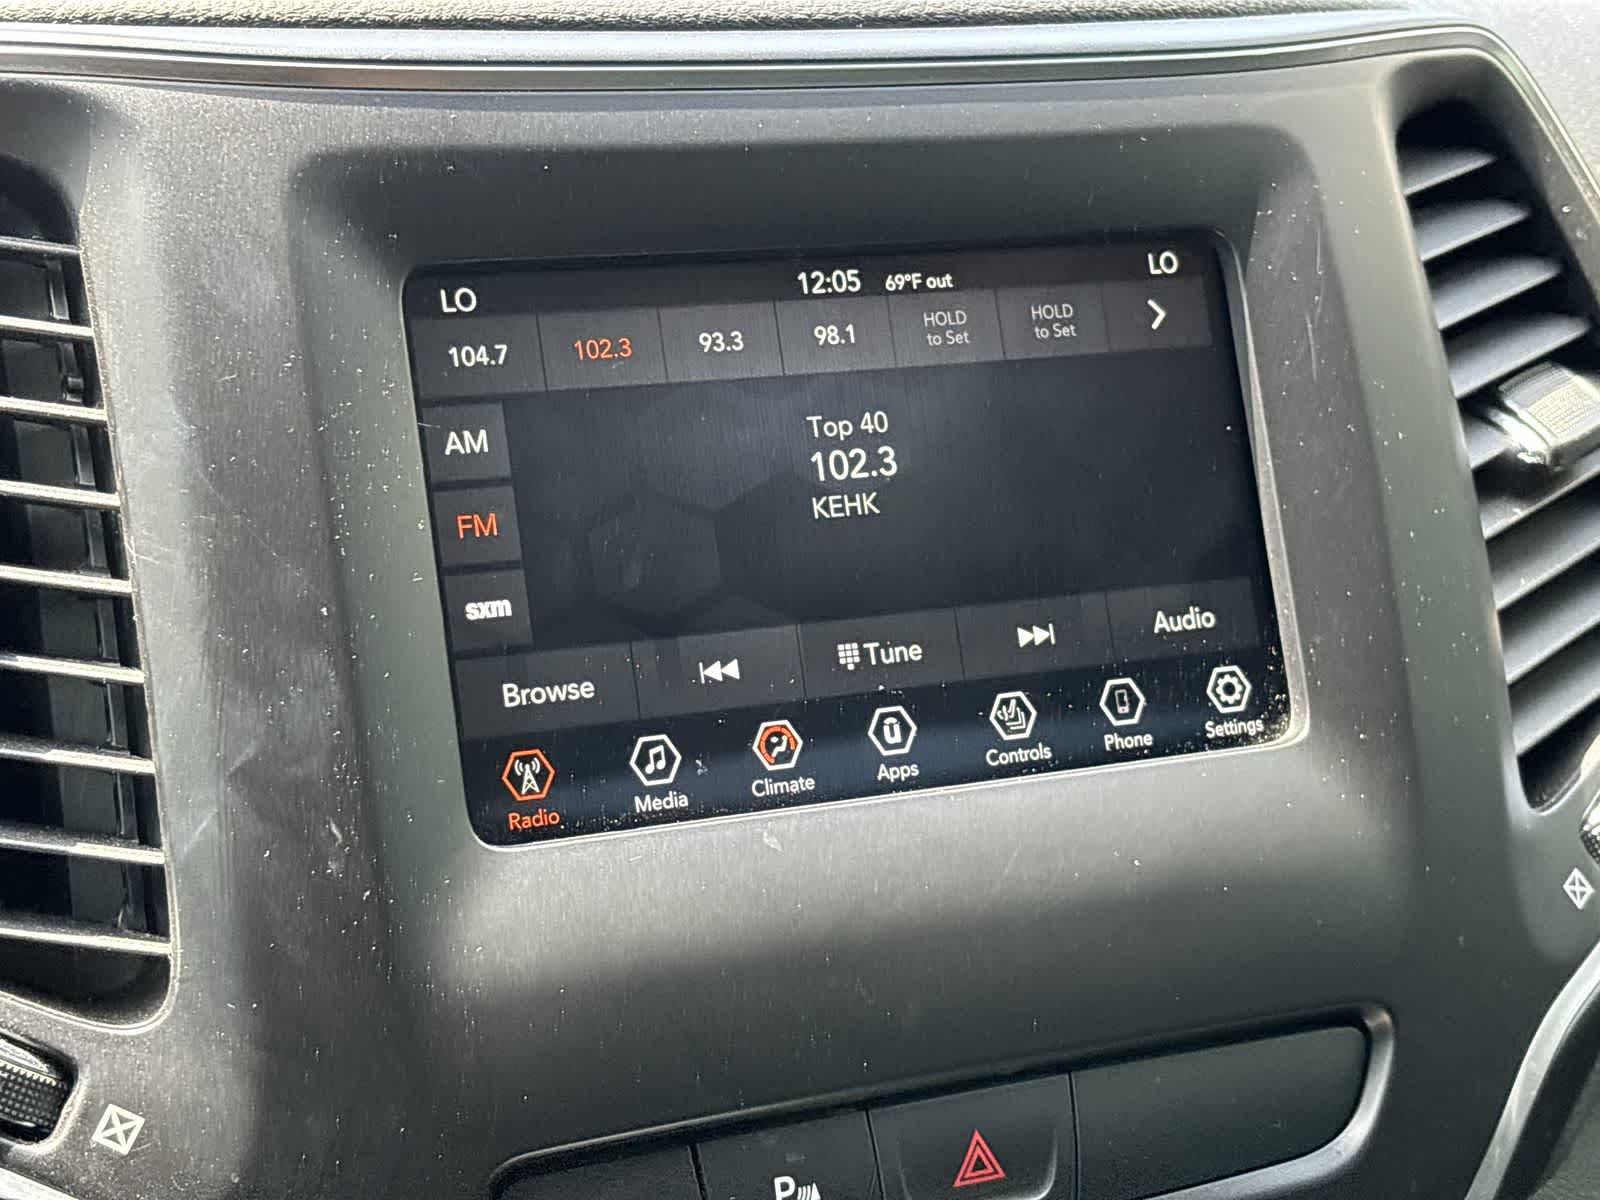 LO 12:05 69°F out LO
104.7 102.3 93.3 98.1 HOLD to Set HOLD to Set
AM
FM
sxm
Top 40
102.3
KEHK
Browse Tune Audio
Radio Media Climate Apps Controls Phone Settings
P